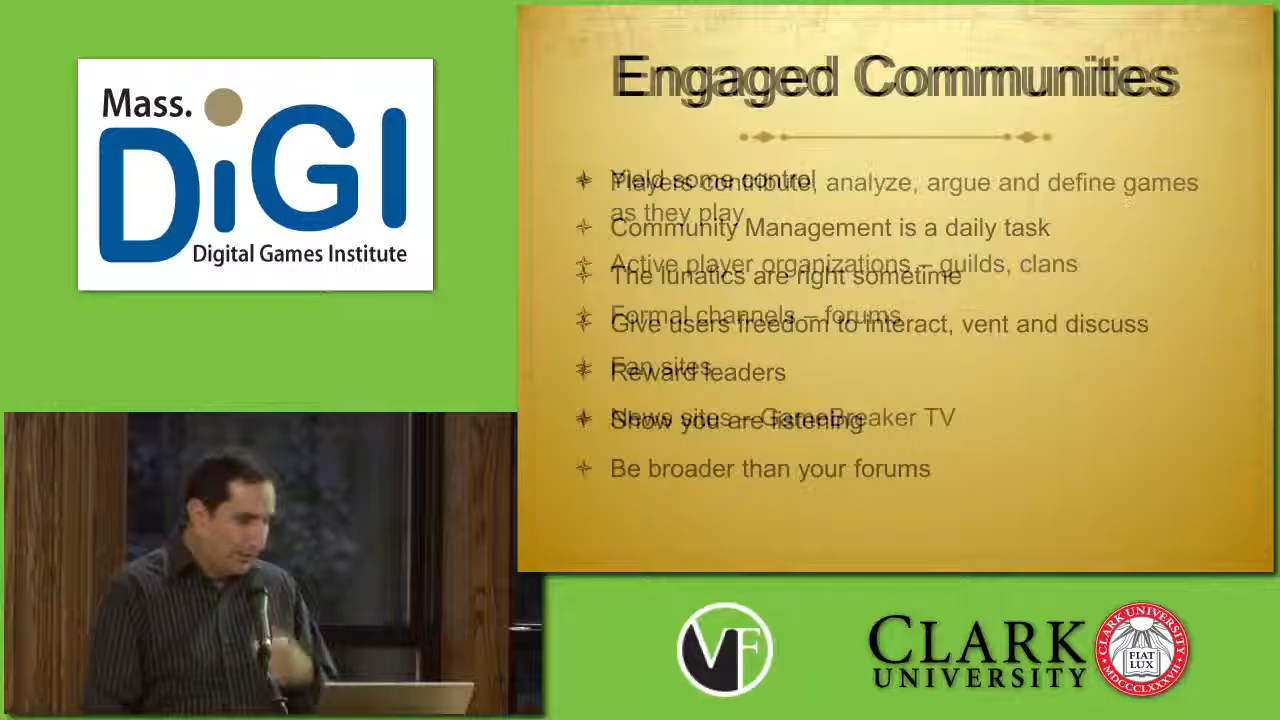 Mass.
DiGI
Digital Games Institute
Engaged Communities
Yield some control
Players contribute, analyze, argue and define games
as they play
Community Management is a daily task
Active player organizations – guilds, clans
The lunatics are right sometime
Formal channels – forums
Give users freedom to interact, vent and discuss
Fan sites
Reward leaders
News sites – GameBreaker TV
Show you are listening
Be broader than your forums
VF
CLARK
UNIVERSITY
CLARK UNIVERSITY
FIAT
LUX
MDCCCLXXXVII